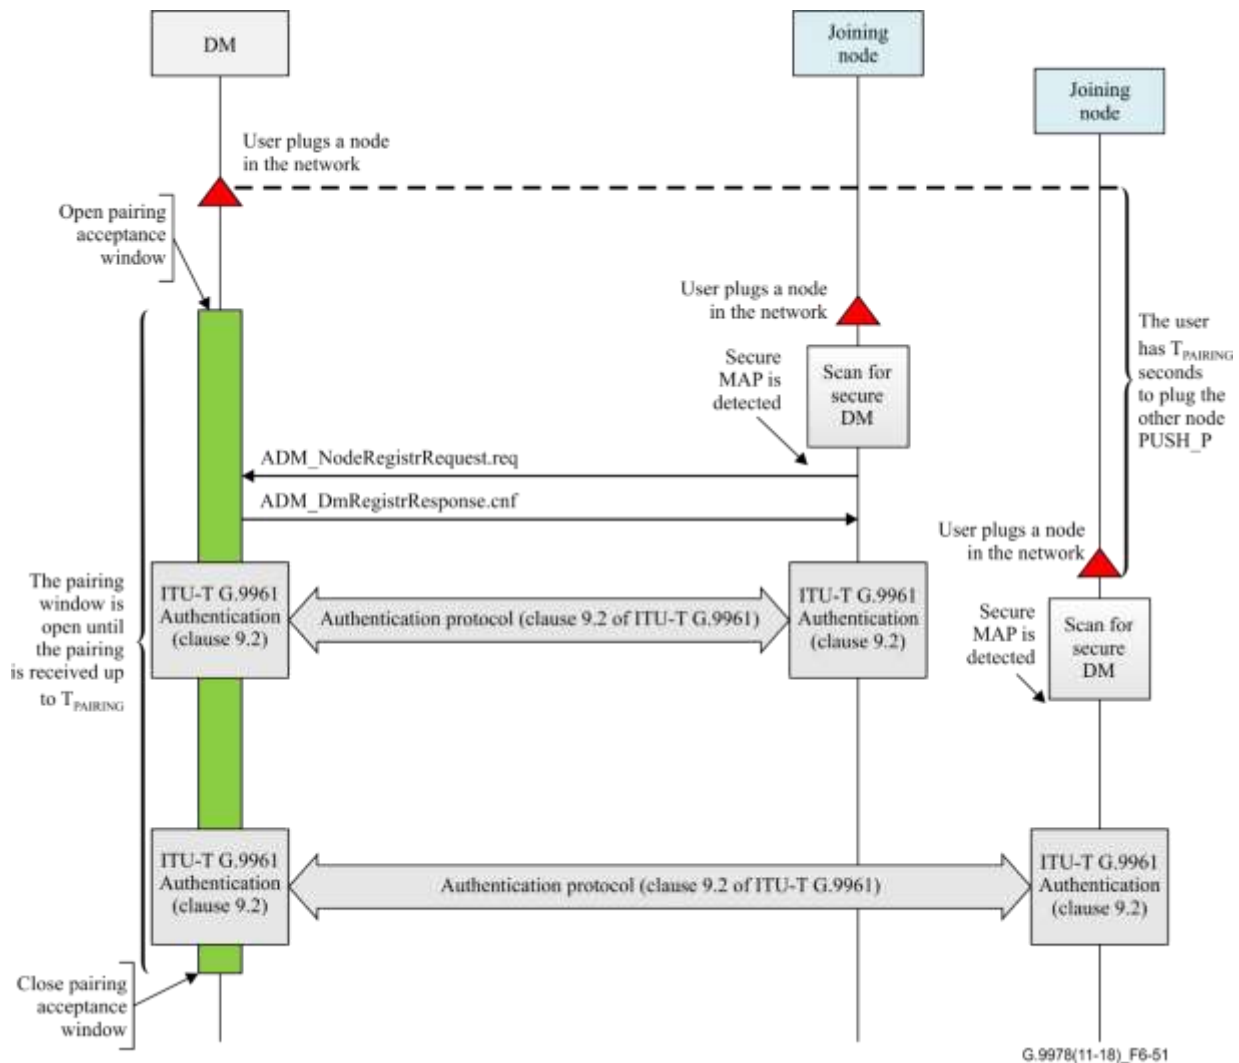 DM
Joining
node
Joining
node
User plugs a node
in the network
Open pairing
acceptance
window
User plugs a node
in the network
The user
has T_PAIRING
seconds
to plug the
other node
PUSH_P
Secure
MAP is
detected
Scan for
secure
DM
ADM_NodeRegistrRequest.req
ADM_DmRegistrResponse.cnf
User plugs a node
in the network
The pairing
window is
open until
the pairing
is received up
to T_PAIRING
ITU-T G.9961
Authentication
(clause 9.2)
Authentication protocol (clause 9.2 of ITU-T G.9961)
ITU-T G.9961
Authentication
(clause 9.2)
Secure
MAP is
detected
Scan for
secure
DM
ITU-T G.9961
Authentication
(clause 9.2)
Authentication protocol (clause 9.2 of ITU-T G.9961)
ITU-T G.9961
Authentication
(clause 9.2)
Close pairing
acceptance
window
G.9978(11-18)_F6-51